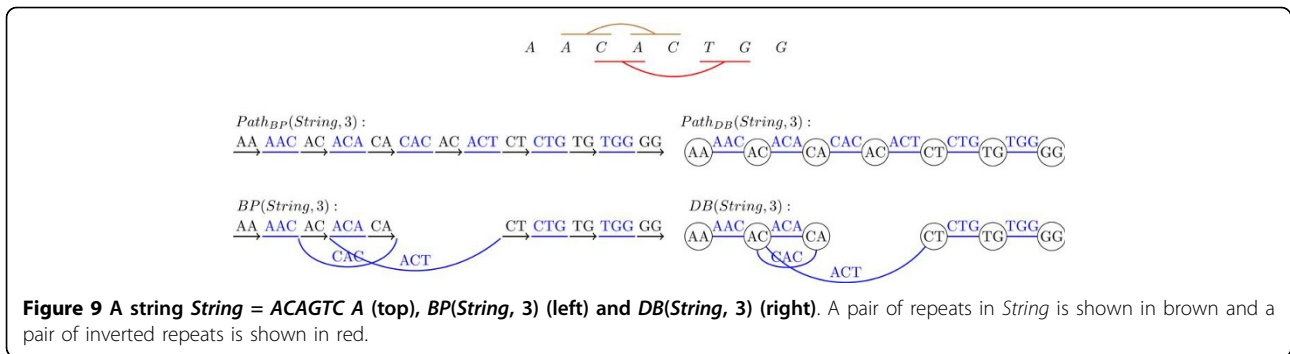 A A C A C T G G
Path_BP(String, 3) :
AA AAC AC ACA CA CAC AC ACT CT CTG TG TGG GG
Path_DB(String, 3) :
AA AAC AC ACA CA CAC AC ACT CT CTG TG TGG GG
BP(String, 3) :
AA AAC AC ACA CA CT CTG TG TGG GG
CAC ACT
DB(String, 3) :
AA AAC AC ACA CA CT CTG TG TGG GG
CAC
ACT
Figure 9 A string String = ACAGTC A (top), BP(String, 3) (left) and DB(String, 3) (right). A pair of repeats in String is shown in brown and a
pair of inverted repeats is shown in red.